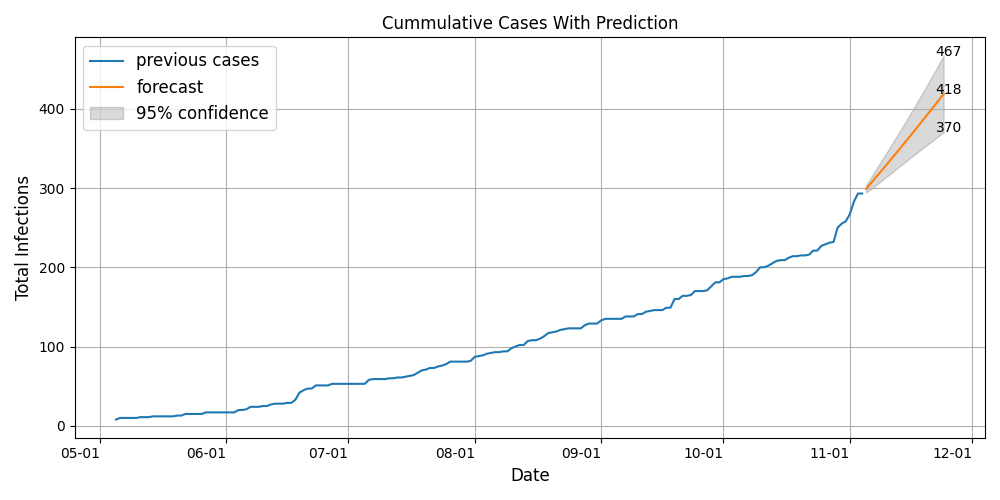 Cummulative Cases With Prediction
previous cases
forecast
95% confidence
467
418
370
400
300
200
100
0
Total Infections
05-01
06-01
07-01
08-01
09-01
10-01
11-01
12-01
Date